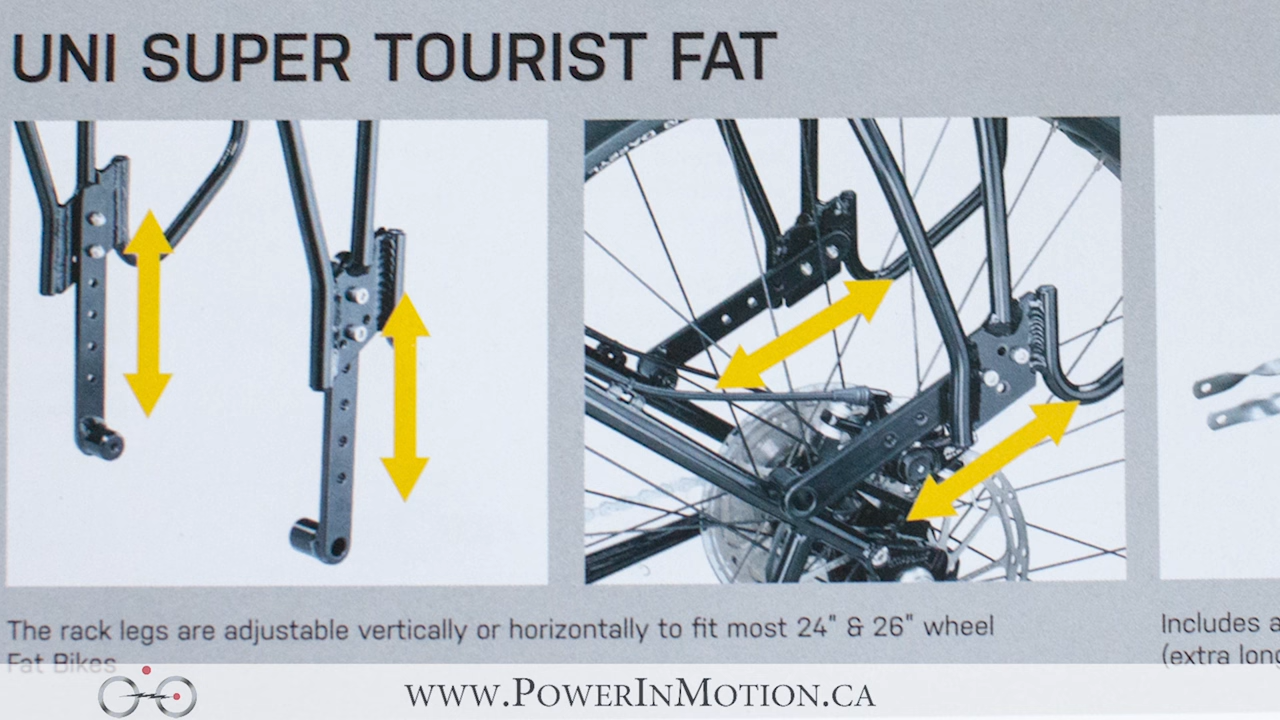 UNI SUPER TOURIST FAT
The rack legs are adjustable vertically or horizontally to fit most 24" & 26" wheel
Fat Bikes
Includes a
(extra long
www.PowerInMotion.ca